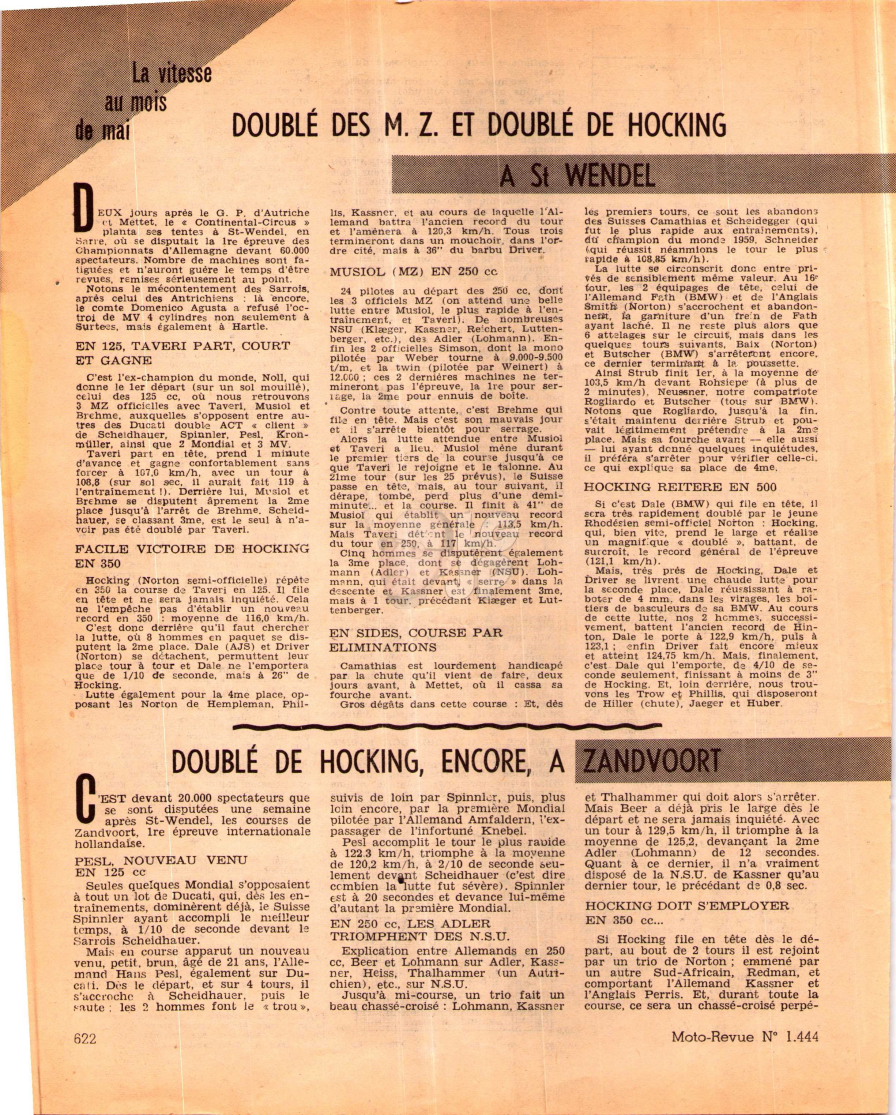 La vitesse
au mois
de mai
DOUBLÉ DES M. Z. ET DOUBLÉ DE HOCKING
A St WENDEL
DEUX jours après le G. P. d'Autriche
et Mettet, le « Continental-Circus »
planta ses tentes à St-Wendel, en
Sarre, où se disputait la 1re épreuve des
Championnats d'Allemagne devant 60.000
spectateurs. Nombre de machines sont fa-
tiguées et n'auront guère le temps d'être
revues, remises sérieusement au point.
Notons le mécontentement des Sarrois,
après celui des Antrichiens : là encore,
le comte Domenico Agusta a refusé l'oc-
troi de MV 4 cylindres non seulement à
Surtees, mais également à Hartle.
EN 125, TAVERI PART, COURT
ET GAGNE
C'est l'ex-champion du monde, Noll, qui
donne le 1er départ (sur un sol mouillé),
celui des 125 cc, où nous retrouvons
3 MZ officielles avec Taveri, Musiol et
Brehme, auxquelles s'opposent entre au-
tres des Ducati double ACT « client »
de Scheidhauer, Spinnler, Pesl, Kron-
müller, ainsi que 2 Mondial et 3 MV.
Taveri part en tête, prend 1 minute
d'avance et gagne confortablement sans
forcer à 107,6 km/h, avec un tour à
108,8 (sur sol sec, il aurait fait 119 à
l'entraînement !). Derrière lui, Musiol et
Brehme se disputent âprement la 2me
place jusqu'à l'arrêt de Brehme. Scheid-
hauer, se classant 3me, est le seul à n'a-
voir pas été doublé par Taveri.
FACILE VICTOIRE DE HOCKING
EN 350
Hocking (Norton semi-officielle) répète
en 350 la course de Taveri en 125. Il file
en tête et ne sera jamais inquiété. Cela
ne l'empêche pas d'établir un nouveau
record en 350 : moyenne de 116,0 km/h.
C'est donc derrière qu'il faut chercher
la lutte, où 8 hommes en paquet se dis-
putent la 2me place. Dale (AJS) et Driver
(Norton) se détachent, permuttent leur
place tour à tour et Dale ne l'emportera
que de 1/10 de seconde, mais à 26" de
Hocking.
Lutte également pour la 4me place, op-
posant les Norton de Hempleman, Phil-
lis, Kassner, et au cours de laquelle l'Al-
lemand battra l'ancien record du tour
et l'amènera à 120,3 km/h. Tous trois
termineront dans un mouchoir, dans l'or-
dre cité, mais à 36" du barbu Driver.
MUSIOL (MZ) EN 250 cc
24 pilotes au départ des 250 cc, dont
les 3 officiels MZ (on attend une belle
lutte entre Musiol, le plus rapide à l'en-
traînement, et Taveri). De nombreuses
NSU (Klæger, Kassner, Reichert, Lutten-
berger, etc.), des Adler (Lohmann). En-
fin les 2 officielles Simson, dont la mono
pilotée par Weber tourne à 9.000-9.500
t/m, et la twin (pilotée par Weinert) à
12.000 ; ces 2 dernières machines ne ter-
mineront pas l'épreuve, la 1re pour ser-
rage, la 2me pour ennuis de boîte.
Contre toute attente, c'est Brehme qui
file en tête. Mais c'est son mauvais jour
et il s'arrête bientôt pour serrage.
Alors la lutte attendue entre Musiol
et Taveri a lieu. Musiol mène durant
le premier tiers de la course jusqu'à ce
que Taveri le rejoigne et le talonne. Au
21me tour (sur les 25 prévus), le Suisse
passe en tête, mais, au tour suivant, il
dérape, tombe, perd plus d'une demi-
minute... et la course. Il finit à 41" de
Musiol qui établit un nouveau record
sur la moyenne générale : 113,5 km/h.
Mais Taveri détient le nouveau record
du tour en 250, à 117 km/h.
Cinq hommes se disputèrent également
la 3me place, dont se dégagèrent Loh-
mann (Adler) et Kassner (NSU). Loh-
mann, qui était devant, « serre » dans la
descente et Kassner est finalement 3me,
mais à 1 tour, précédant Klæger et Lut-
tenberger.
EN SIDES, COURSE PAR
ELIMINATIONS
Camathias est lourdement handicapé
par la chute qu'il vient de faire, deux
jours avant, à Mettet, où il cassa sa
fourche avant.
Gros dégâts dans cette course : Et, dès
les premiers tours, ce sont les abandons
des Suisses Camathias et Scheidegger (qui
fut le plus rapide aux entraînements),
du champion du monde 1959, Schneider
(qui réussit néanmoins le tour le plus
rapide à 108,85 km/h).
La lutte se circonscrit donc entre pri-
vés de sensiblement même valeur. Au 16e
tour, les 2 équipages de tête, celui de
l'Allemand Fath (BMW) et de l'Anglais
Smith (Norton) s'accrochent et abandon-
nent, la garniture d'un frein de Fath
ayant laché. Il ne reste plus alors que
6 attelages sur le circuit, mais dans les
quelques tours suivants, Baix (Norton)
et Butscher (BMW) s'arrêteront encore,
ce dernier terminant à la poussette.
Ainsi Strub finit 1er, à la moyenne de
103,5 km/h devant Rohsiepe (à plus de
2 minutes), Neussner, notre compatriote
Rogliardo et Butscher (tous sur BMW).
Notons que Rogliardo, jusqu'à la fin,
s'était maintenu derrière Strub et pou-
vait légitimement prétendre à la 2me
place. Mais sa fourche avant — elle aussi
— lui ayant donné quelques inquiétudes,
il préféra s'arrêter pour vérifier celle-ci,
ce qui explique sa place de 4me.
HOCKING REITERE EN 500
Si c'est Dale (BMW) qui file en tête, il
sera très rapidement doublé par le jeune
Rhodésien semi-officiel Norton : Hocking,
qui, bien vite, prend le large et réalise
un magnifique « doublé », battant, de
surcroît, le record général de l'épreuve
(121,1 km/h).
Mais, très près de Hocking, Dale et
Driver se livrent une chaude lutte pour
la seconde place, Dale réussissant à ra-
boter de 4 mm, dans les virages, les boî-
tiers de basculeurs de sa BMW. Au cours
de cette lutte, nos 2 hommes, successi-
vement, battent l'ancien record de Hin-
ton, Dale le porte à 122,9 km/h, puis à
123,1 ; enfin Driver fait encore mieux
et atteint 124,75 km/h. Mais, finalement,
c'est Dale qui l'emporte, de 4/10 de se-
conde seulement, finissant à moins de 3"
de Hocking. Et, loin derrière, nous trou-
vons les Trow et Phillis, qui disposeront
de Hiller (chute), Jaeger et Huber.
DOUBLÉ DE HOCKING, ENCORE, A ZANDVOORT
C'EST devant 20.000 spectateurs que
se sont disputées une semaine
après St-Wendel, les courses de
Zandvoort, 1re épreuve internationale
hollandaise.
PESL, NOUVEAU VENU
EN 125 cc
Seules quelques Mondial s'opposaient
à tout un lot de Ducati, qui, dès les en-
traînements, dominèrent déjà, le Suisse
Spinnler ayant accompli le meilleur
temps, à 1/10 de seconde devant le
Sarrois Scheidhauer.
Mais en course apparut un nouveau
venu, petit, brun, âgé de 21 ans, l'Alle-
mand Hans Pesl, également sur Du-
cati. Dès le départ, et sur 4 tours, il
s'accroche à Scheidhauer, puis le
saute ; les 2 hommes font le « trou »,
suivis de loin par Spinnler, puis, plus
loin encore, par la première Mondial
pilotée par l'Allemand Amfaldern, l'ex-
passager de l'infortuné Knebel.
Pesl accomplit le tour le plus rapide
à 122.3 km/h, triomphe à la moyenne
de 120,2 km/h, à 2/10 de seconde seu-
lement devant Scheidhauer (c'est dire
combien la lutte fut sévère). Spinnler
est à 20 secondes et devance lui-même
d'autant la première Mondial.
EN 250 cc, LES ADLER
TRIOMPHENT DES N.S.U.
Explication entre Allemands en 250
cc, Beer et Lohmann sur Adler, Kass-
ner, Heiss, Thalhammer (un Autri-
chien), etc., sur N.S.U.
Jusqu'à mi-course, un trio fait un
beau chassé-croisé : Lohmann, Kassner
et Thalhammer qui doit alors s'arrêter.
Mais Beer a déjà pris le large dès le
départ et ne sera jamais inquiété. Avec
un tour à 129,5 km/h, il triomphe à la
moyenne de 125,2, devançant la 2me
Adler (Lohmann) de 12 secondes.
Quant à ce dernier, il n'a vraiment
disposé de la N.S.U. de Kassner qu'au
dernier tour, le précédant de 0,8 sec.
HOCKING DOIT S'EMPLOYER
EN 350 cc...
Si Hocking file en tête dès le dé-
part, au bout de 2 tours il est rejoint
par un trio de Norton ; emmené par
un autre Sud-Africain, Redman, et
comportant l'Allemand Kassner et
l'Anglais Perris. Et, durant toute la
course, ce sera un chassé-croisé perpé-
622
Moto-Revue N° 1.444